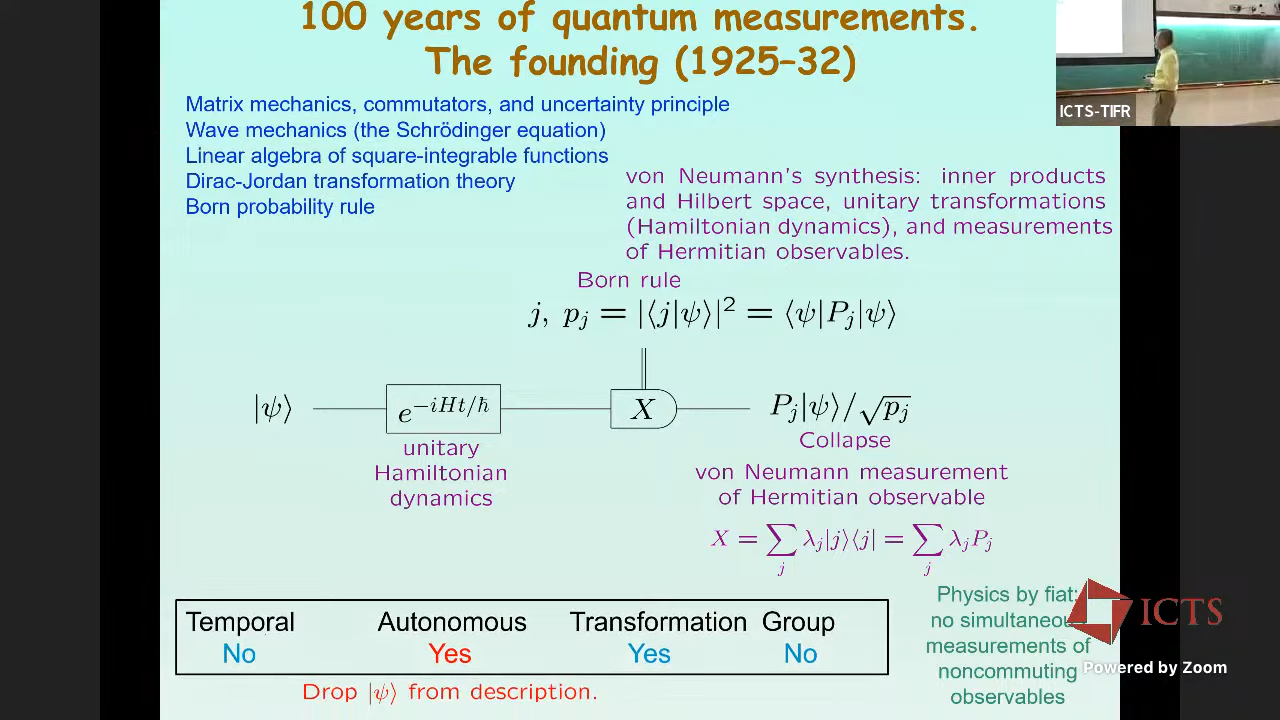 100 years of quantum measurements.
The founding (1925–32)
ICTS-TIFR
Matrix mechanics, commutators, and uncertainty principle
Wave mechanics (the Schrödinger equation)
Linear algebra of square-integrable functions
Dirac-Jordan transformation theory
Born probability rule
von Neumann's synthesis: inner products
and Hilbert space, unitary transformations
(Hamiltonian dynamics), and measurements
of Hermitian observables.
Born rule
j, p_j = |⟨j|ψ⟩|² = ⟨ψ|P_j|ψ⟩
|ψ⟩ e^{−iHt/ħ} X P_j|ψ⟩/√p_j
unitary
Hamiltonian
dynamics
Collapse
von Neumann measurement
of Hermitian observable
X = ∑_j λ_j|j⟩⟨j| = ∑_j λ_j P_j
Temporal Autonomous Transformation Group
No Yes Yes No
Drop |ψ⟩ from description.
Physics by fiat:
no simultaneous
measurements of
noncommuting
observables
ICTS
Powered by Zoom